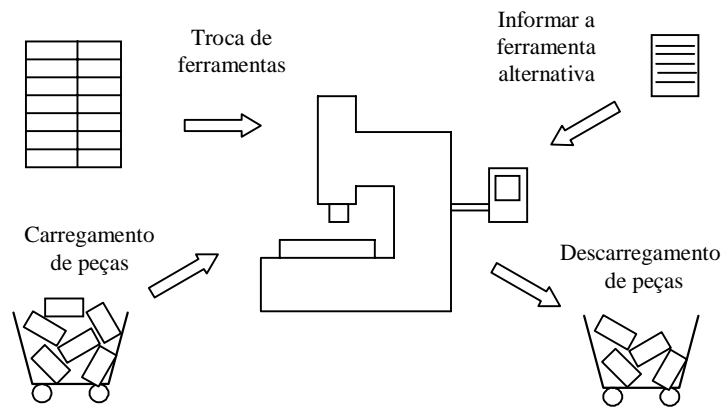 Troca de
ferramentas
Informar a
ferramenta
alternativa
Carregamento
de peças
Descarregamento
de peças